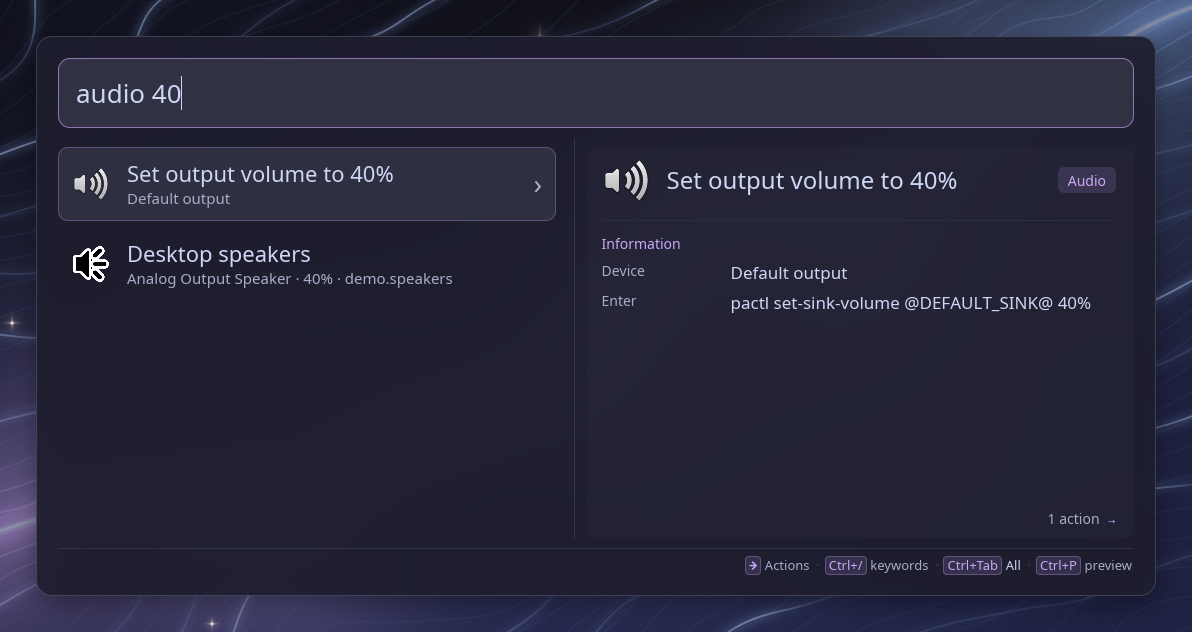 audio 40
Set output volume to 40%
Default output
Desktop speakers
Analog Output Speaker · 40% · demo.speakers
Set output volume to 40%
Audio
Information
Device Default output
Enter pactl set-sink-volume @DEFAULT_SINK@ 40%
1 action →
Actions · Ctrl+/ keywords · Ctrl+Tab All · Ctrl+P preview